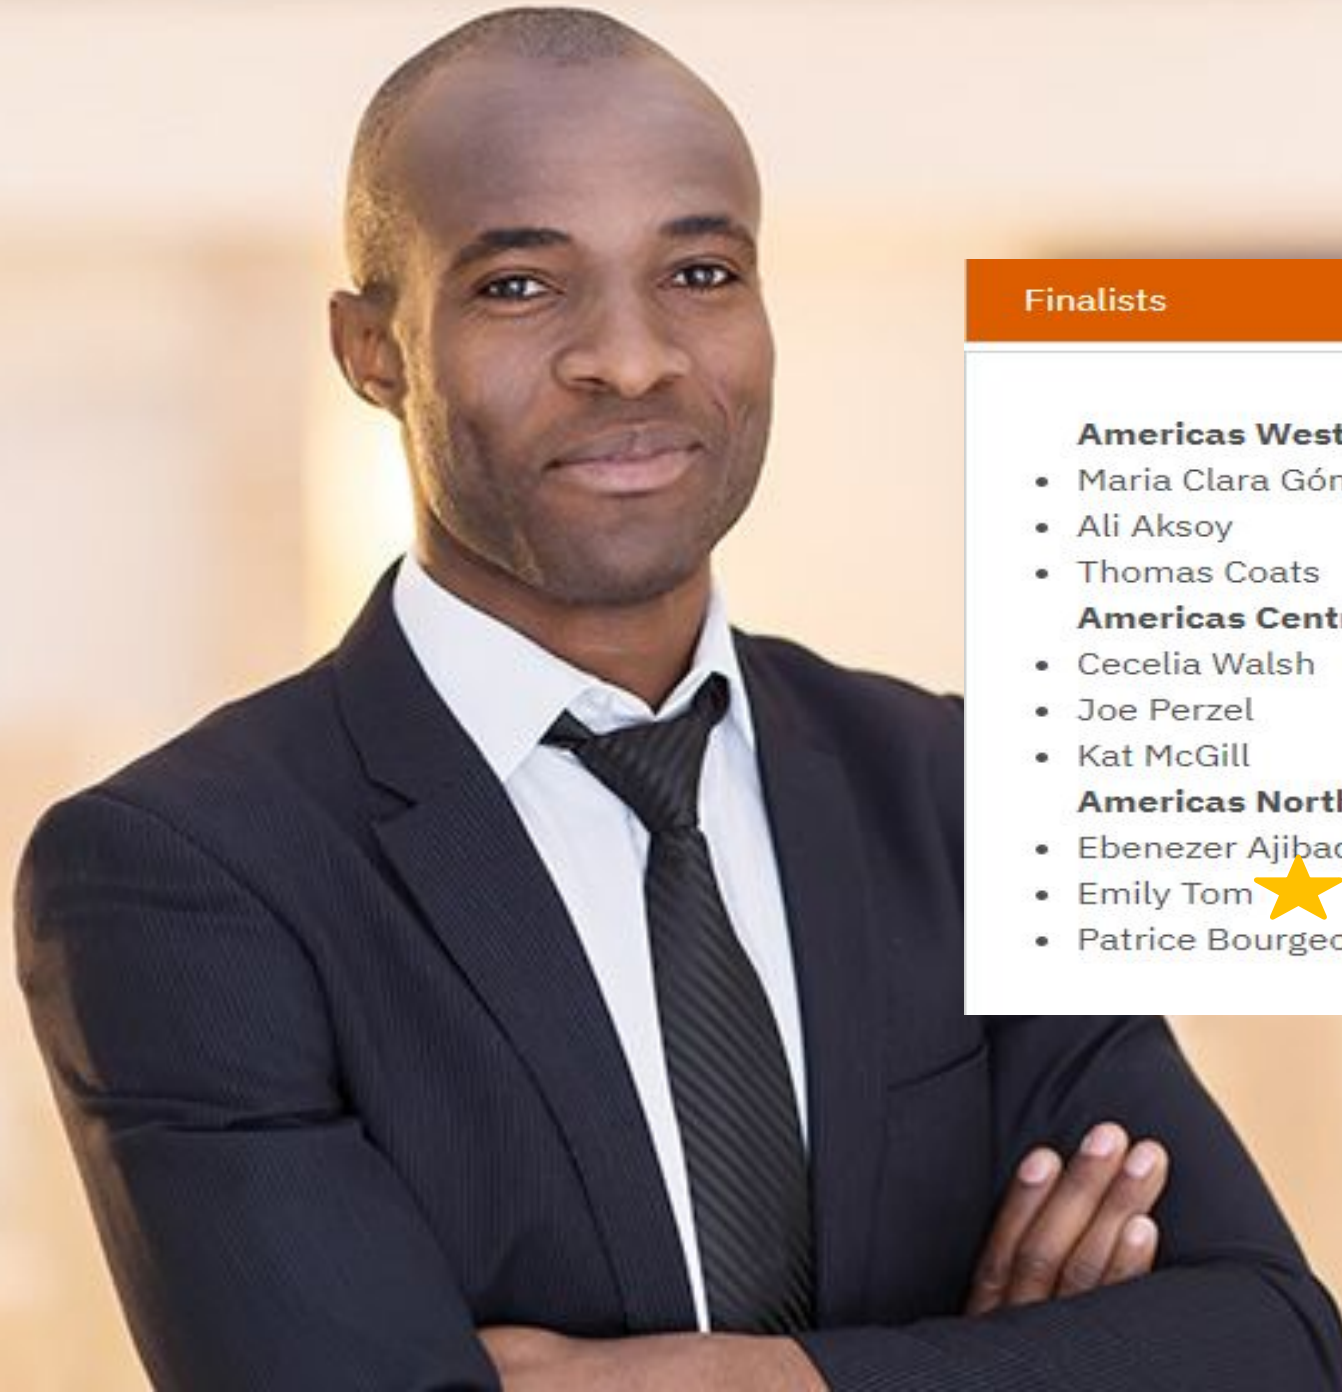 Finalists
Americas West
Maria Clara
Ali Aksoy
Thomas Coats
Americas
Cecelia Walsh
Joe Perzel
Kat McGill
Americas
Ebenezer
Emily Tom
Patrice